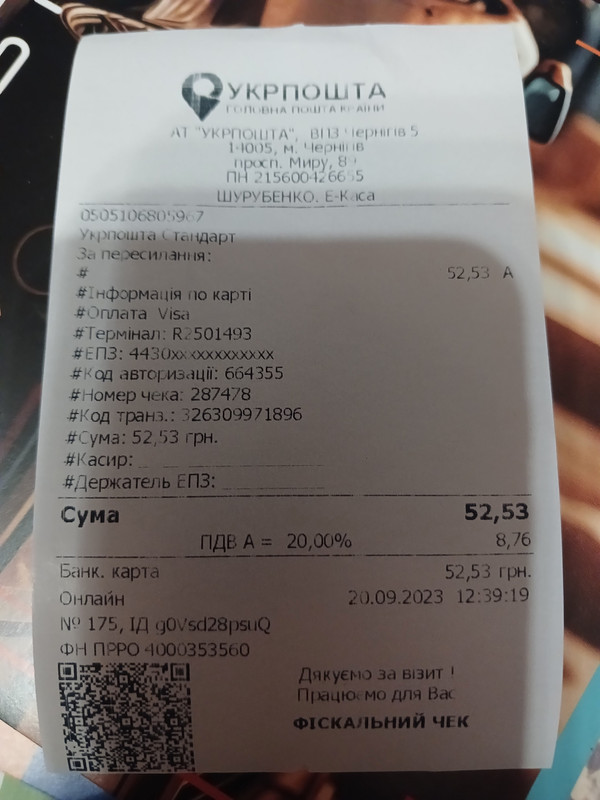 УКРПОШТА
ГОЛОВНА ПОШТА КРАЇНИ
АТ "УКРПОШТА", ВПЗ Чернігів 5
14005, м. Чернігів
просп. Миру,
ПН 215600426655
ШУРУБЕНКО. Е-Каса
0505106805967
Укрпошта Стандарт
За пересилання:
# 52,53 А
#Інформація по карті
#Оплата Visa
#Термінал: R2501493
#ЕПЗ: 4430xxxxxxxxxxxx
#Код авторизації: 664355
#Номер чека: 287478
#Код транз.: 326309971896
#Сума: 52,53 грн.
#Касир:
#Держатель ЕПЗ:
Сума 52,53
ПДВ А = 20,00% 8,76
Банк. карта 52,53 грн.
Онлайн 20.09.2023 12:39:19
№ 175, ІД g0Vsd28psuQ
ФН ПРРО 4000353560
Дякуємо за візит !
Працюємо для Вас
ФІСКАЛЬНИЙ ЧЕК